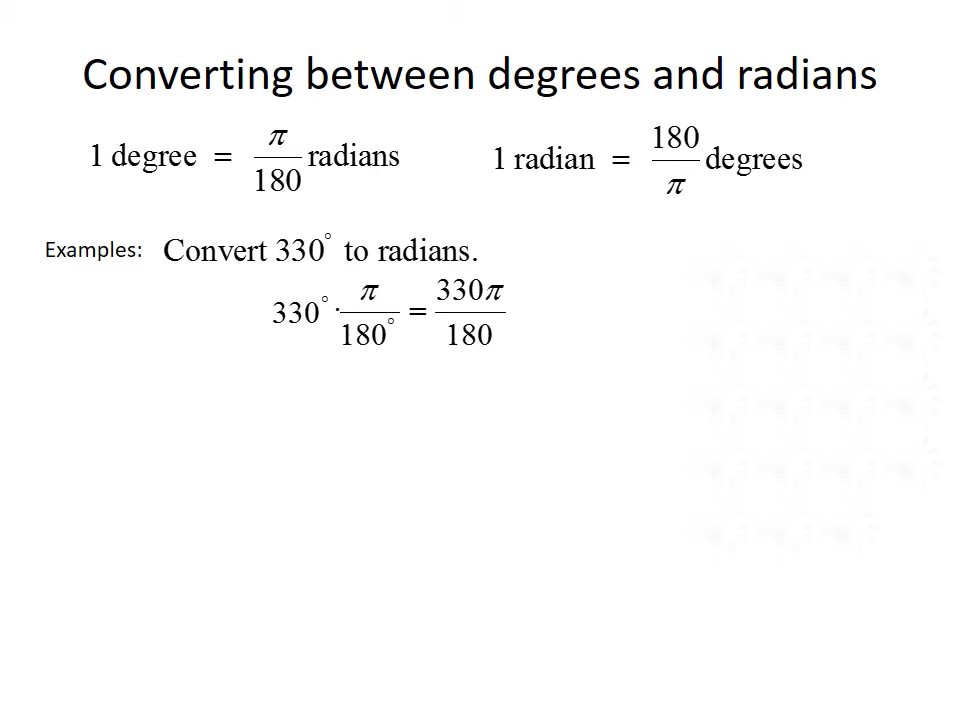 Converting between degrees and radians
1 degree = π/180 radians 1 radian = 180/π degrees
Examples: Convert 330° to radians.
330° · π/180° = 330π/180